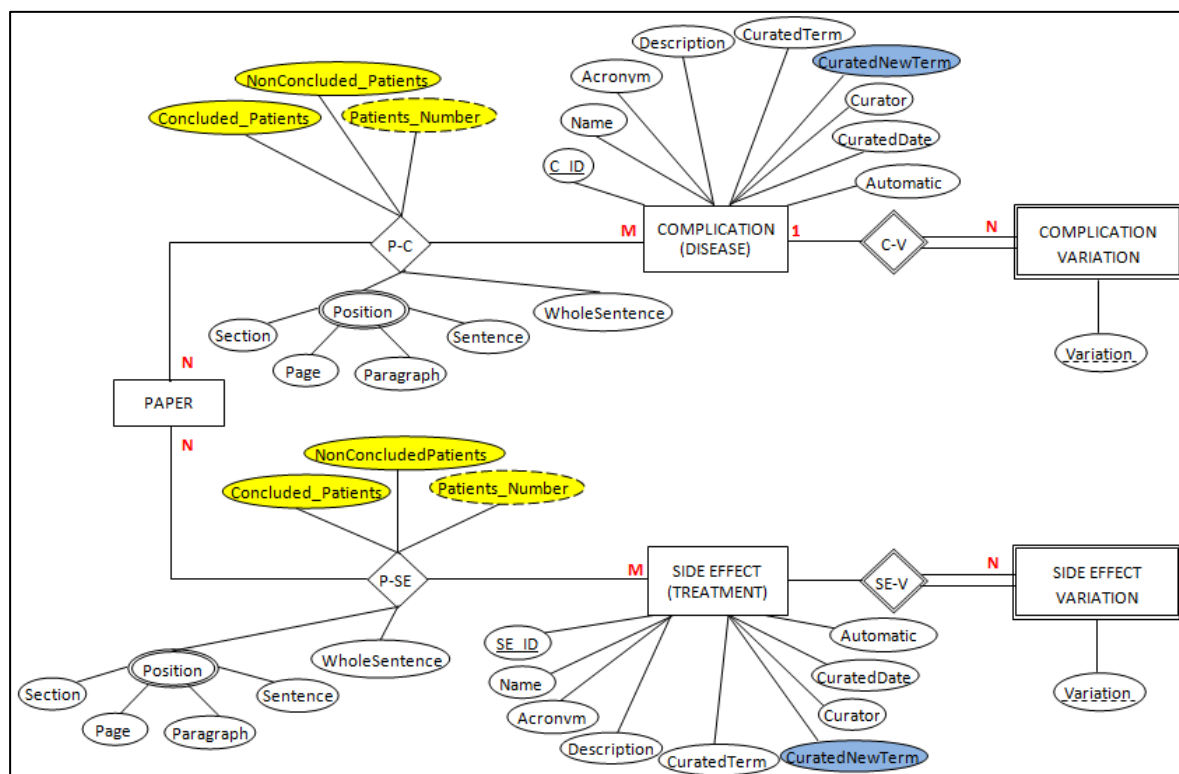 Description
CuratedTerm
CuratedNewTerm
NonConcluded_Patients
Acronym
Concluded_Patients
Patients_Number
Name
Curator
CuratedDate
C_ID
Automatic
P-C
M
COMPLICATION
(DISEASE)
1
C-V
N
COMPLICATION
VARIATION
Position
WholeSentence
Section
Sentence
Page
Paragraph
Variation
N
PAPER
N
NonConcludedPatients
Concluded_Patients
Patients_Number
P-SE
M
SIDE EFFECT
(TREATMENT)
SE-V
N
SIDE EFFECT
VARIATION
SE_ID
Automatic
WholeSentence
Position
Name
CuratedDate
Section
Sentence
Variation
Acronym
Curator
Page
Paragraph
Description
CuratedTerm
CuratedNewTerm